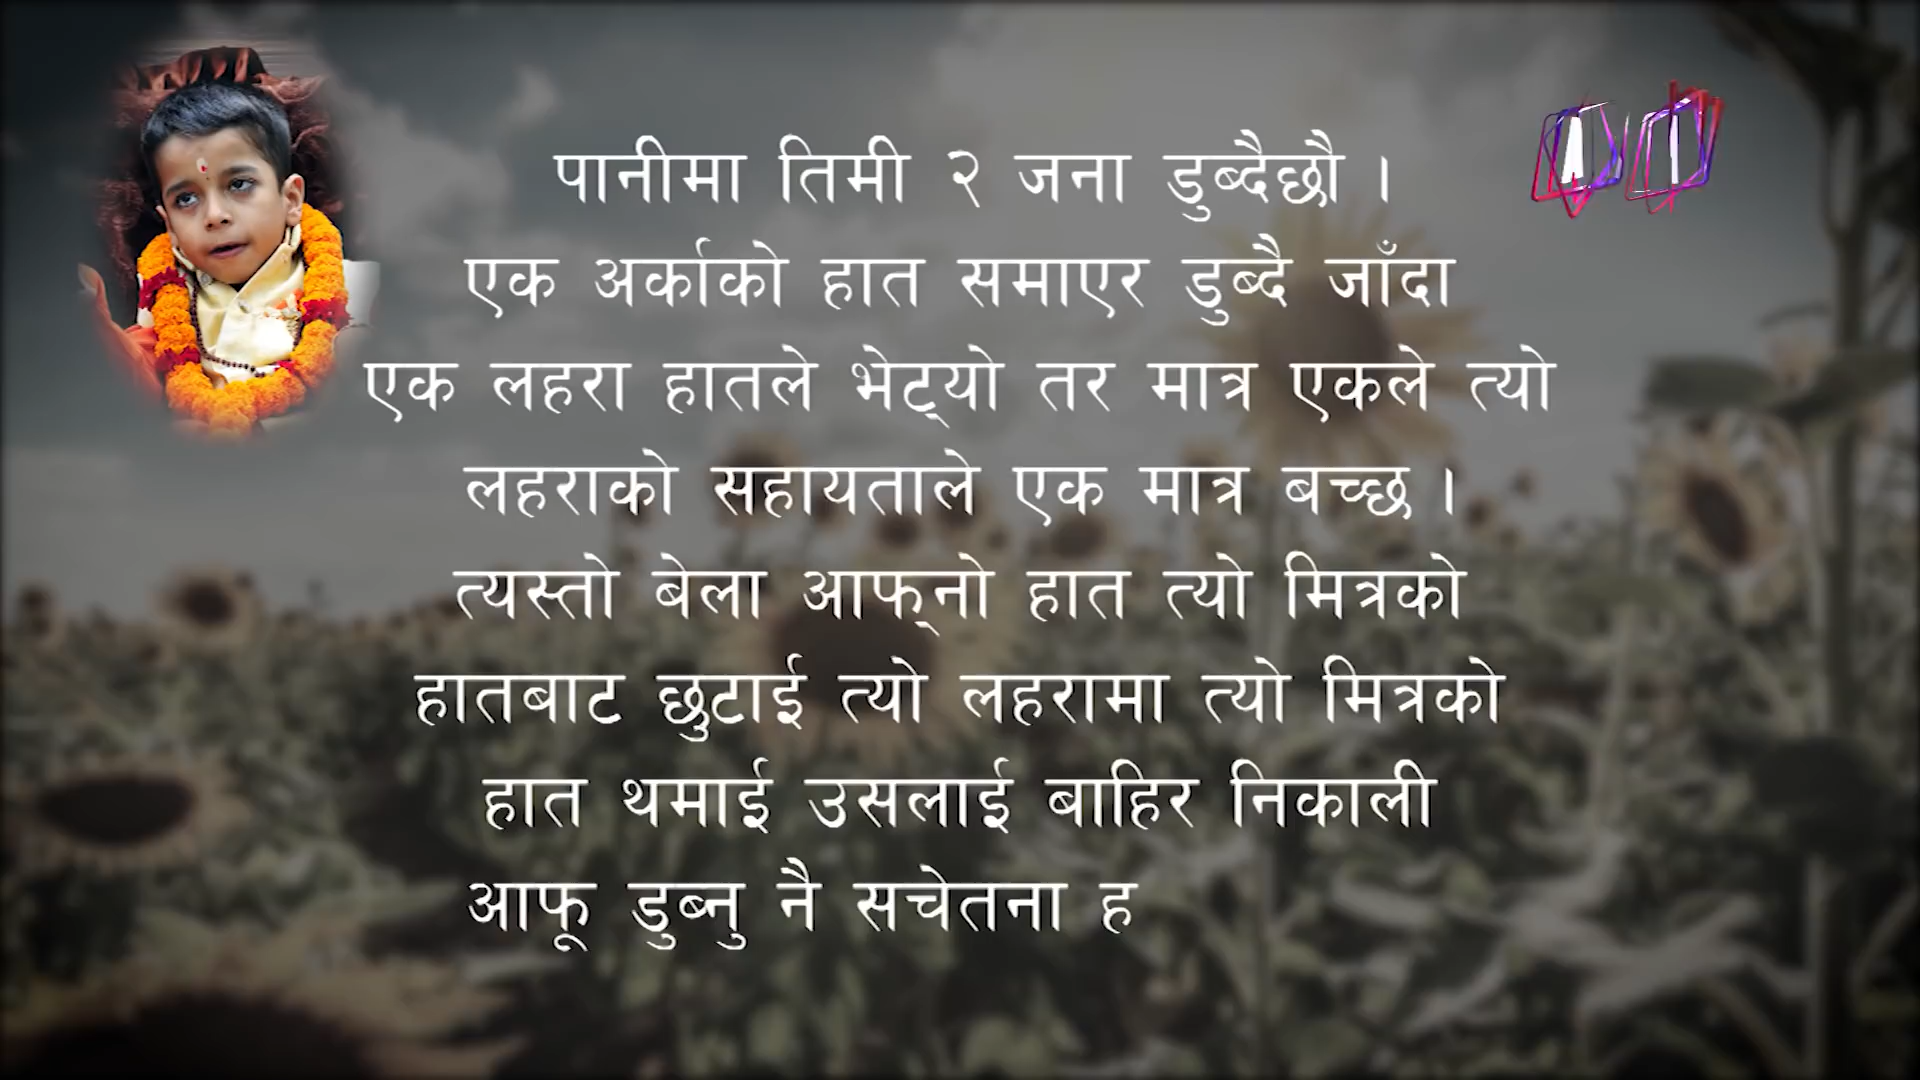 पानीमा तिमी २ जना डुब्दैछौ ।
एक अर्काको हात समाएर डुब्दै जाँदा
एक लहरा हातले भेट्‌यो तर मात्र एकले त्यो
लहराको सहायताले एक मात्र बच्छ ।
त्यस्तो बेला आफ्‌नो हात त्यो मित्रको
हातबाट छुटाई त्यो लहरामा त्यो मित्रको
हात थमाई उसलाई बाहिर निकाली
आफू डुब्नु नै सचेतना ह